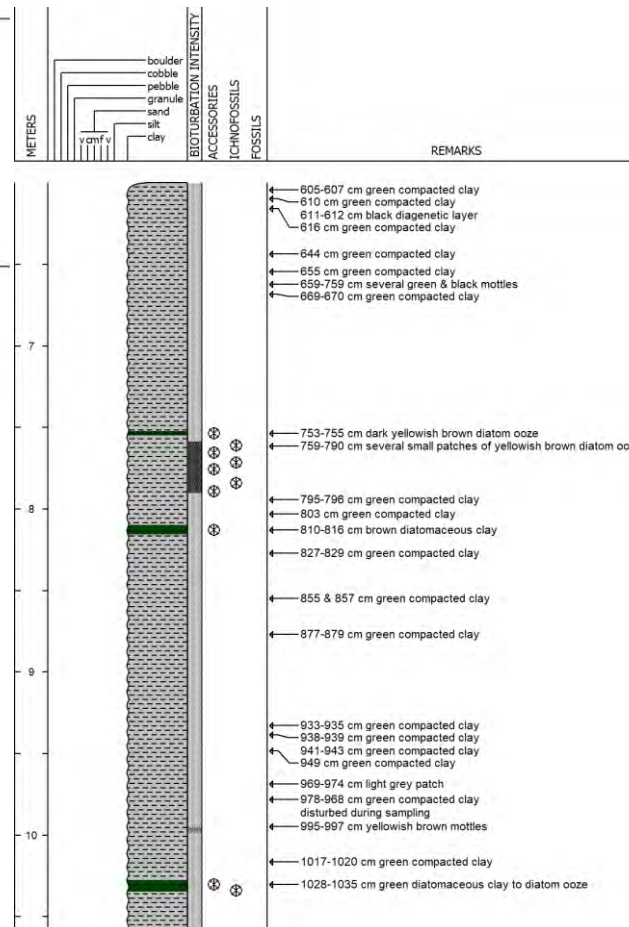 METERS
boulder
cobble
pebble
granule
sand
silt
v cmf v
clay
BIOTURBATION INTENSITY
ACCESSORIES
ICHNOFOSSILS
FOSSILS
REMARKS
605-607 cm green compacted clay
610 cm green compacted clay
611-612 cm black diagenetic layer
616 cm green compacted clay
644 cm green compacted clay
655 cm green compacted clay
659-759 cm several green & black mottles
669-670 cm green compacted clay
7
753-755 cm dark yellowish brown diatom ooze
759-790 cm several small patches of yellowish brown diatom oo
795-796 cm green compacted clay
8
803 cm green compacted clay
810-816 cm brown diatomaceous clay
827-829 cm green compacted clay
855 & 857 cm green compacted clay
877-879 cm green compacted clay
9
933-935 cm green compacted clay
938-939 cm green compacted clay
941-943 cm green compacted clay
949 cm green compacted clay
969-974 cm light grey patch
978-968 cm green compacted clay
disturbed during sampling
995-997 cm yellowish brown mottles
10
1017-1020 cm green compacted clay
1028-1035 cm green diatomaceous clay to diatom ooze